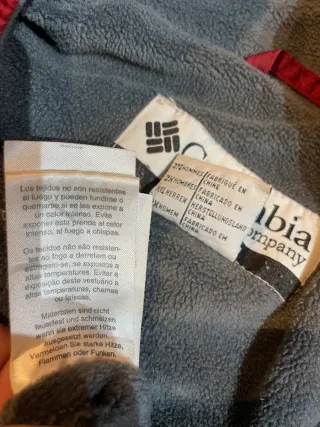 Los tejidos no son resistentes
al fuego y pueden fundirse o
quemarse si se les expone a
un calor intenso. Evite
exponer esta prenda al calor
intenso, al fuego o chispas.
Os tecidos não são resisten-
tes ao fogo e derretem ou
estragam-se, se expostos a
altas temperaturas. Evitar a
exposição deste vestuário a
altas temperaturas, chamas
ou faíscas.
Materialien sind nicht
feuerfest und schmelzen
wenn sie extremer Hitze
ausgesetzt werden.
Vermeiden Sie starke Hitze,
Flammen oder Funken.
HOMMES
FABRIQUÉ EN
CHINE
HOMBRES
FABRICADO EN
CHINA
HERREN
HERSTELLUNGSLAND
CHINA
HOMEM
FABRICADO EM
CHINA
bia
ompany